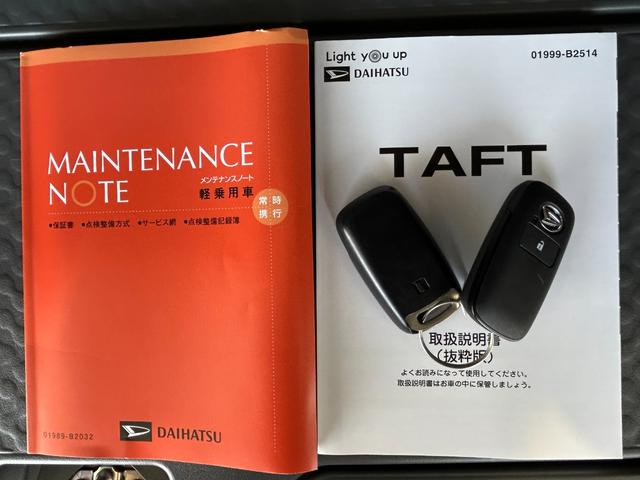 MAINTENANCE
NOTE
メンテナンスノート
軽乗用車
常時
携行
●保証書 ●点検整備方式 ●サービス網 ●点検整備記録簿
01989-B2032
DAIHATSU
Light you up
DAIHATSU
01999-B2514
TAFT
取扱説明書
(抜粋版)
よくお読みになって使用してください。
取扱説明書はお車の中に保管しましょう。